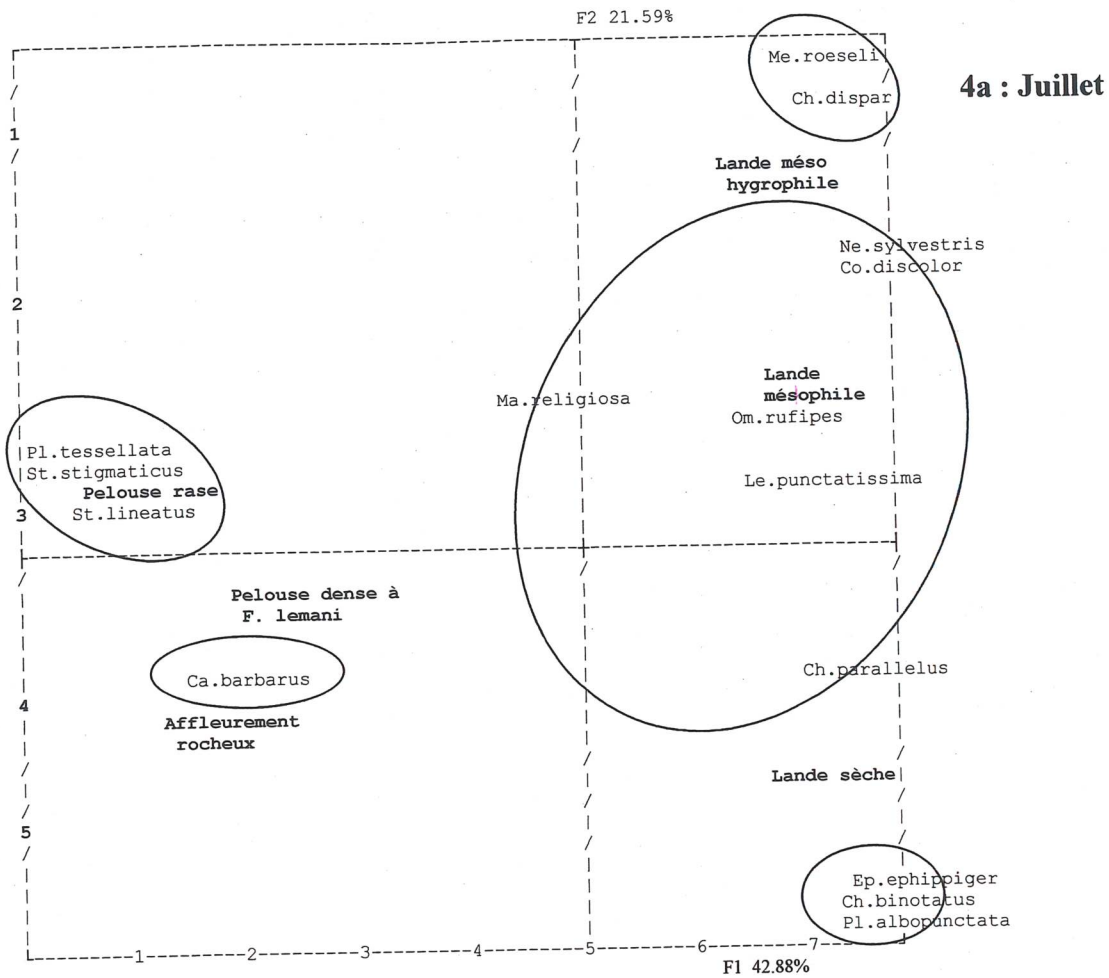 F2 21.59%
4a : Juillet
Me.roeseli
Ch.dispar
1
Lande méso
hygrophile
Ne.sylvestris
Co.discolor
2
Lande
mésophile
Ma.religiosa
Om.rufipes
Pl.tessellata
St.stigmaticus
Le.punctatissima
Pelouse rase
3
St.lineatus
Pelouse dense à
F. lemani
Ch.parallelus
Ca.barbarus
4
Affleurement
rocheux
Lande sèche
5
Ep.ephippiger
Ch.binotatus
Pl.albopunctata
1 2 3 4 5 6 7
F1 42.88%